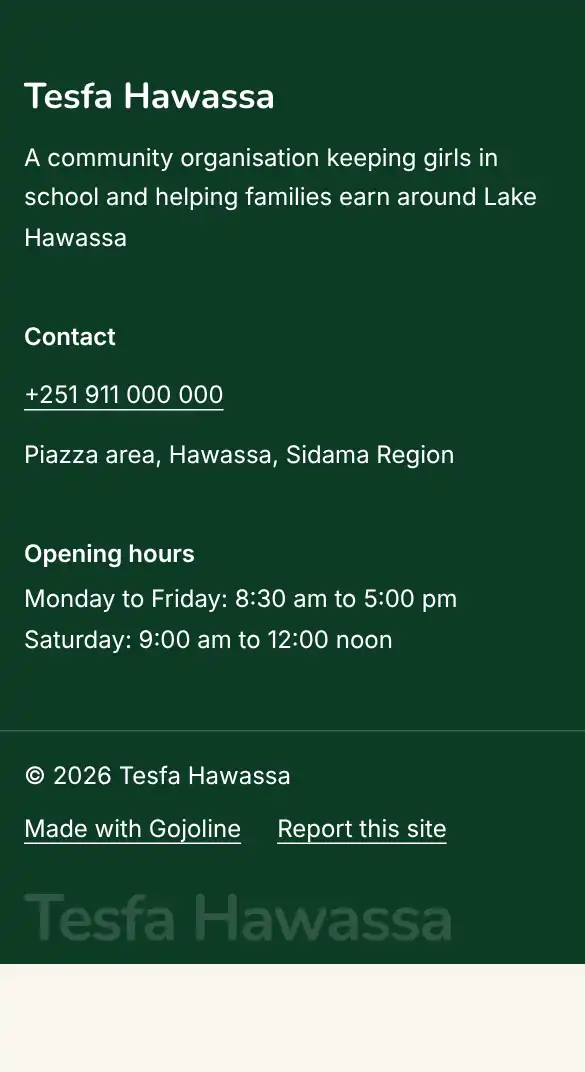 Tesfa Hawassa
A community organisation keeping girls in
school and helping families earn around Lake
Hawassa
Contact
+251 911 000 000
Piazza area, Hawassa, Sidama Region
Opening hours
Monday to Friday: 8:30 am to 5:00 pm
Saturday: 9:00 am to 12:00 noon
© 2026 Tesfa Hawassa
Made with Gojoline Report this site
Tesfa Hawassa